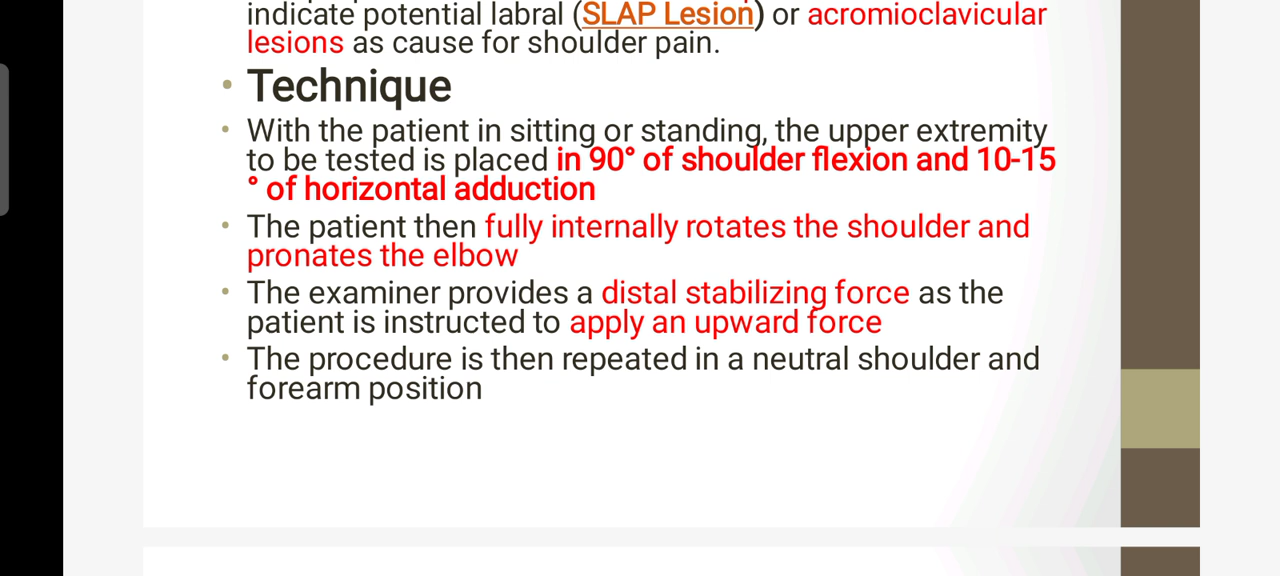 indicate potential labral (SLAP Lesion) or acromioclavicular
lesions as cause for shoulder pain.
• Technique
• With the patient in sitting or standing, the upper extremity
to be tested is placed in 90° of shoulder flexion and 10-15
° of horizontal adduction
• The patient then fully internally rotates the shoulder and
pronates the elbow
• The examiner provides a distal stabilizing force as the
patient is instructed to apply an upward force
• The procedure is then repeated in a neutral shoulder and
forearm position